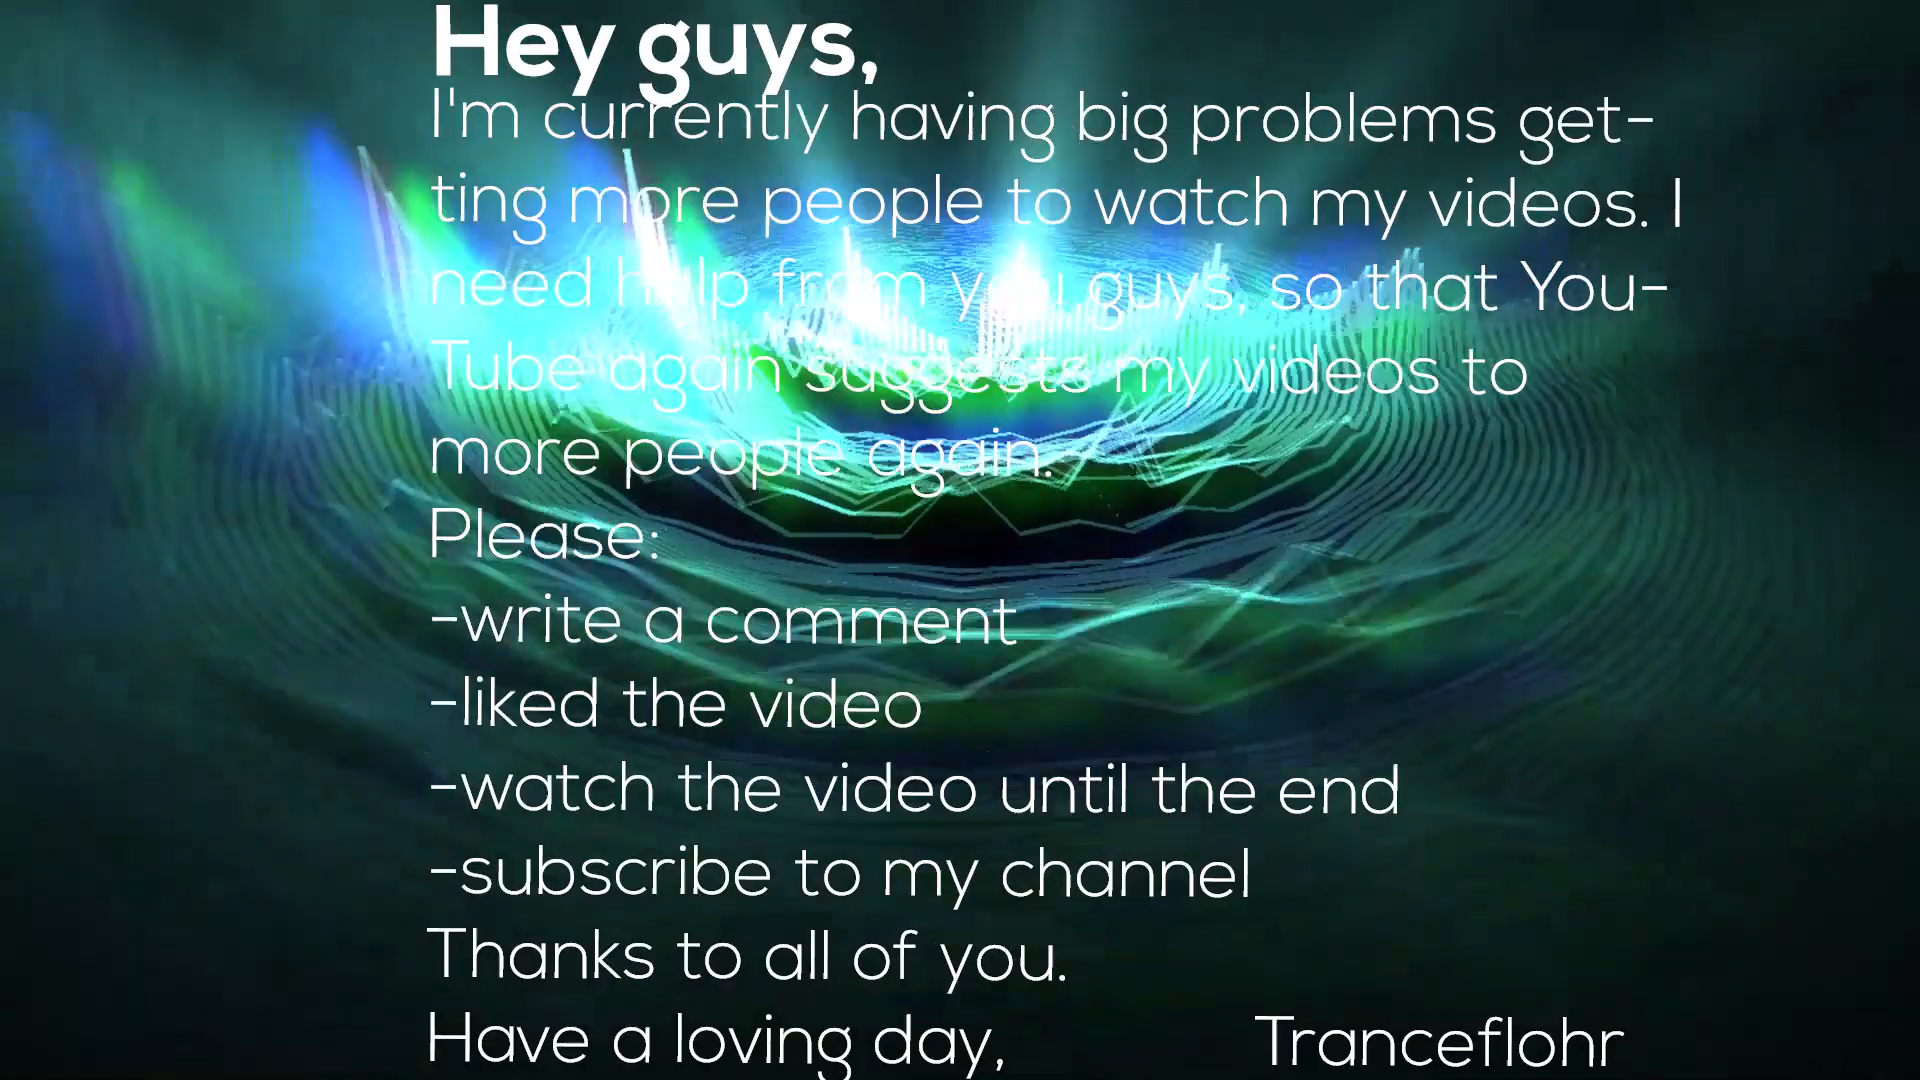 Hey guys,
I'm currently having big problems get-
ting more people to watch my videos. I
need help from you guys, so that You-
Tube again suggests my videos to
more people again.
Please:
-write a comment
-liked the video
-watch the video until the end
-subscribe to my channel
Thanks to all of you.
Have a loving day, Tranceflohr